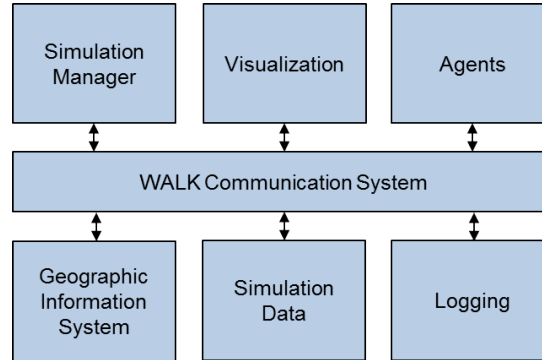 Simulation
Manager
Visualization
Agents
WALK Communication System
Geographic
Information
System
Simulation
Data
Logging